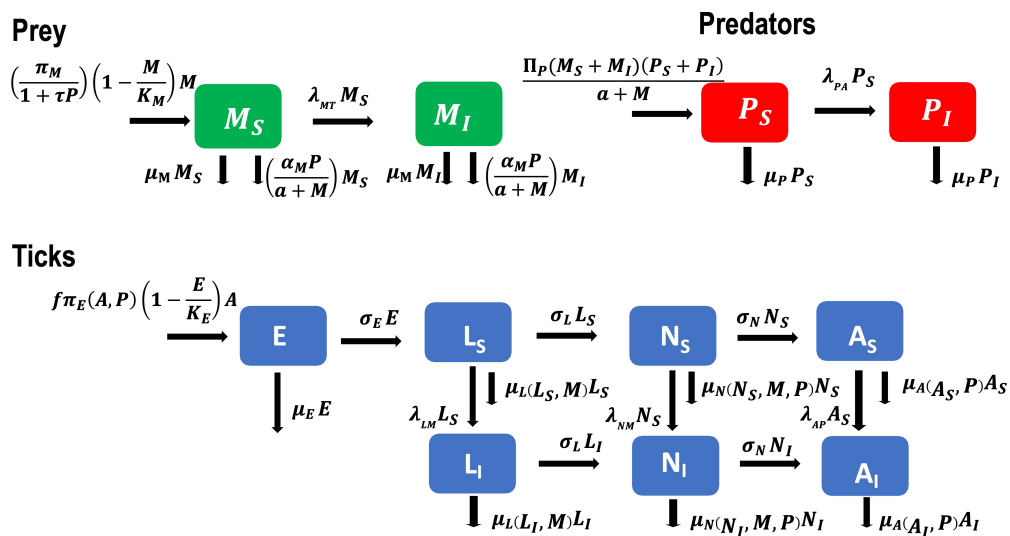 Prey
Predators
(π_M / (1 + τP)) (1 − M / K_M) M
λ_MT M_S
Π_P(M_S + M_I)(P_S + P_I) / (a + M)
λ_PA P_S
M_S
M_I
P_S
P_I
μ_M M_S
(α_M P / (a + M)) M_S
μ_M M_I
(α_M P / (a + M)) M_I
μ_P P_S
μ_P P_I
Ticks
fπ_E(A, P) (1 − E / K_E) A
σ_E E
σ_L L_S
σ_N N_S
E
L_S
N_S
A_S
μ_E E
μ_L(L_S, M)L_S
μ_N(N_S, M, P)N_S
μ_A(A_S, P)A_S
λ_LM L_S
λ_NM N_S
λ_AP A_S
σ_L L_I
σ_N N_I
L_I
N_I
A_I
μ_L(L_I, M)L_I
μ_N(N_I, M, P)N_I
μ_A(A_I, P)A_I